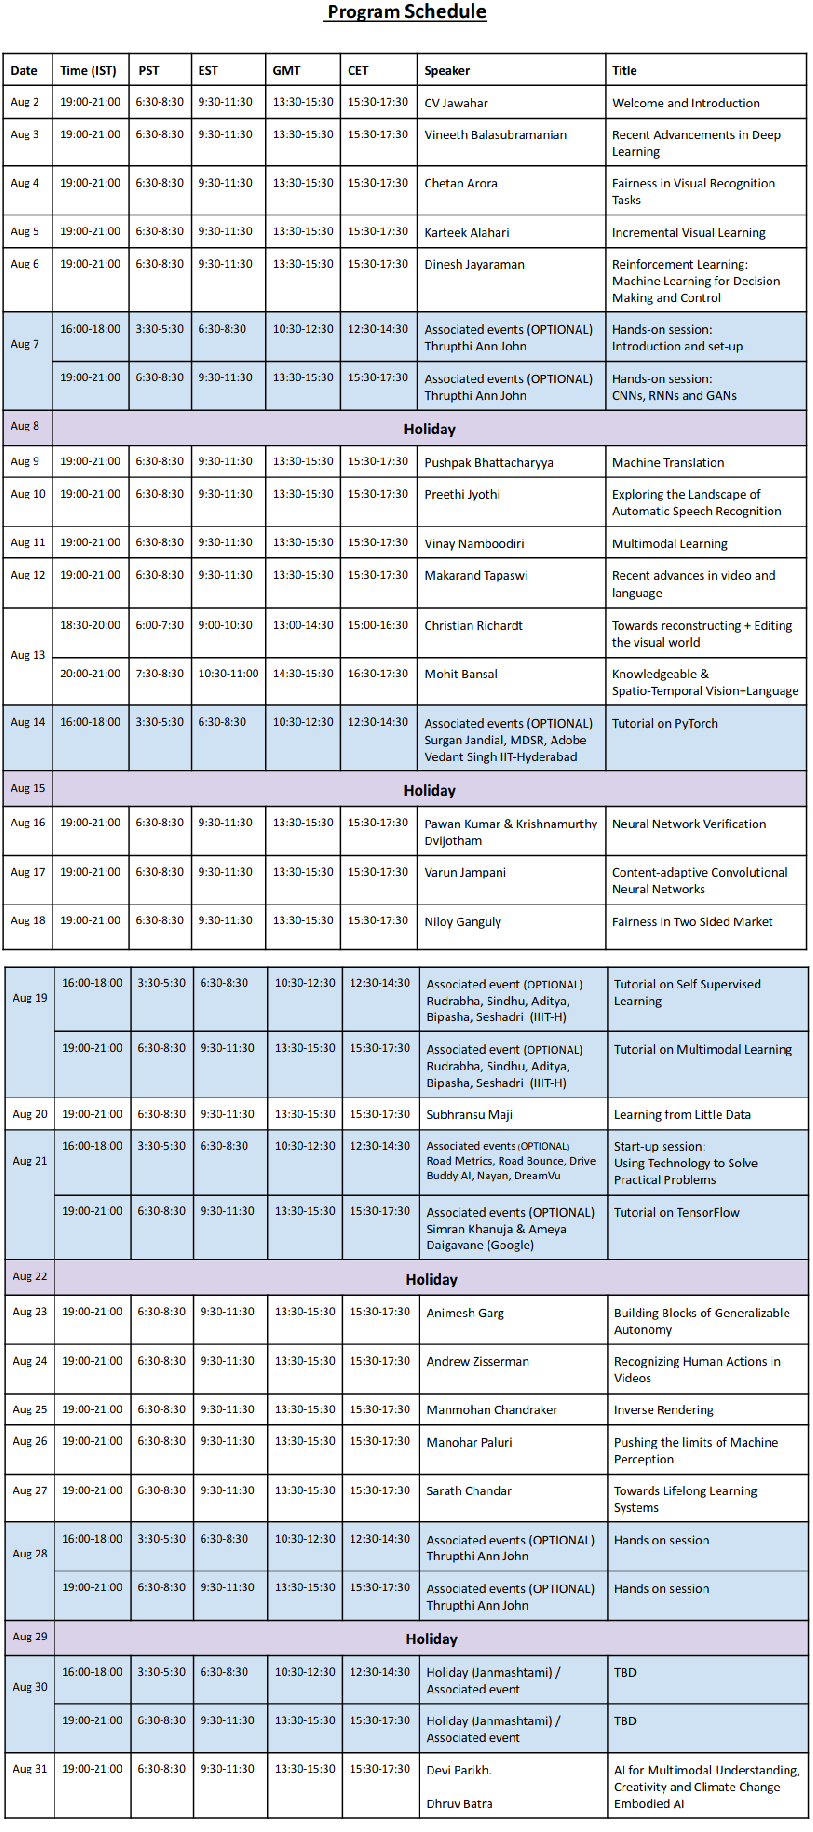 Program Schedule
Date Time (IST) PST EST GMT CET Speaker Title
Aug 2 19:00-21:00 6:30-8:30 9:30-11:30 13:30-15:30 15:30-17:30 CV Jawahar Welcome and Introduction
Aug 3 19:00-21:00 6:30-8:30 9:30-11:30 13:30-15:30 15:30-17:30 Vineeth Balasubramanian Recent Advancements in Deep
Learning
Aug 4 19:00-21:00 6:30-8:30 9:30-11:30 13:30-15:30 15:30-17:30 Chetan Arora Fairness in Visual Recognition
Tasks
Aug 5 19:00-21:00 6:30-8:30 9:30-11:30 13:30-15:30 15:30-17:30 Karteek Alahari Incremental Visual Learning
Aug 6 19:00-21:00 6:30-8:30 9:30-11:30 13:30-15:30 15:30-17:30 Dinesh Jayaraman Reinforcement Learning:
Machine Learning for Decision
Making and Control
Aug 7 16:00-18:00 3:30-5:30 6:30-8:30 10:30-12:30 12:30-14:30 Associated events (OPTIONAL) Hands-on session:
Thrupthi Ann John Introduction and set-up
19:00-21:00 6:30-8:30 9:30-11:30 13:30-15:30 15:30-17:30 Associated events (OPTIONAL) Hands-on session:
Thrupthi Ann John CNNs, RNNs and GANs
Aug 8 Holiday
Aug 9 19:00-21:00 6:30-8:30 9:30-11:30 13:30-15:30 15:30-17:30 Pushpak Bhattacharyya Machine Translation
Aug 10 19:00-21:00 6:30-8:30 9:30-11:30 13:30-15:30 15:30-17:30 Preethi Jyothi Exploring the Landscape of
Automatic Speech Recognition
Aug 11 19:00-21:00 6:30-8:30 9:30-11:30 13:30-15:30 15:30-17:30 Vinay Namboodiri Multimodal Learning
Aug 12 19:00-21:00 6:30-8:30 9:30-11:30 13:30-15:30 15:30-17:30 Makarand Tapaswi Recent advances in video and
language
Aug 13 18:30-20:00 6:00-7:30 9:00-10:30 13:00-14:30 15:00-16:30 Christian Richardt Towards reconstructing + Editing
the visual world
20:00-21:00 7:30-8:30 10:30-11:00 14:30-15:30 16:30-17:30 Mohit Bansal Knowledgeable &
Spatio-Temporal Vision+Language
Aug 14 16:00-18:00 3:30-5:30 6:30-8:30 10:30-12:30 12:30-14:30 Associated events (OPTIONAL) Tutorial on PyTorch
Surgan Jandial, MDSR, Adobe
Vedant Singh IIT-Hyderabad
Aug 15 Holiday
Aug 16 19:00-21:00 6:30-8:30 9:30-11:30 13:30-15:30 15:30-17:30 Pawan Kumar & Krishnamurthy Neural Network Verification
Dvijotham
Aug 17 19:00-21:00 6:30-8:30 9:30-11:30 13:30-15:30 15:30-17:30 Varun Jampani Content-adaptive Convolutional
Neural Networks
Aug 18 19:00-21:00 6:30-8:30 9:30-11:30 13:30-15:30 15:30-17:30 Niloy Ganguly Fairness in Two Sided Market
Aug 19 16:00-18:00 3:30-5:30 6:30-8:30 10:30-12:30 12:30-14:30 Associated event (OPTIONAL) Tutorial on Self Supervised
Rudrabha, Sindhu, Aditya, Learning
Bipasha, Seshadri (IIIT-H)
19:00-21:00 6:30-8:30 9:30-11:30 13:30-15:30 15:30-17:30 Associated event (OPTIONAL) Tutorial on Multimodal Learning
Rudrabha, Sindhu, Aditya,
Bipasha, Seshadri (IIIT-H)
Aug 20 19:00-21:00 6:30-8:30 9:30-11:30 13:30-15:30 15:30-17:30 Subhransu Maji Learning from Little Data
Aug 21 16:00-18:00 3:30-5:30 6:30-8:30 10:30-12:30 12:30-14:30 Associated events (OPTIONAL) Start-up session:
Road Metrics, Road Bounce, Drive Using Technology to Solve
Buddy AI, Nayan, DreamVu Practical Problems
19:00-21:00 6:30-8:30 9:30-11:30 13:30-15:30 15:30-17:30 Associated events (OPTIONAL) Tutorial on TensorFlow
Simran Khanuja & Ameya
Daigavane (Google)
Aug 22 Holiday
Aug 23 19:00-21:00 6:30-8:30 9:30-11:30 13:30-15:30 15:30-17:30 Animesh Garg Building Blocks of Generalizable
Autonomy
Aug 24 19:00-21:00 6:30-8:30 9:30-11:30 13:30-15:30 15:30-17:30 Andrew Zisserman Recognizing Human Actions in
Videos
Aug 25 19:00-21:00 6:30-8:30 9:30-11:30 13:30-15:30 15:30-17:30 Manmohan Chandraker Inverse Rendering
Aug 26 19:00-21:00 6:30-8:30 9:30-11:30 13:30-15:30 15:30-17:30 Manohar Paluri Pushing the limits of Machine
Perception
Aug 27 19:00-21:00 6:30-8:30 9:30-11:30 13:30-15:30 15:30-17:30 Sarath Chandar Towards Lifelong Learning
Systems
Aug 28 16:00-18:00 3:30-5:30 6:30-8:30 10:30-12:30 12:30-14:30 Associated events (OPTIONAL) Hands on session
Thrupthi Ann John
19:00-21:00 6:30-8:30 9:30-11:30 13:30-15:30 15:30-17:30 Associated events (OPTIONAL) Hands on session
Thrupthi Ann John
Aug 29 Holiday
Aug 30 16:00-18:00 3:30-5:30 6:30-8:30 10:30-12:30 12:30-14:30 Holiday (Janmashtami) / TBD
Associated event
19:00-21:00 6:30-8:30 9:30-11:30 13:30-15:30 15:30-17:30 Holiday (Janmashtami) / TBD
Associated event
Aug 31 19:00-21:00 6:30-8:30 9:30-11:30 13:30-15:30 15:30-17:30 Devi Parikh. AI for Multimodal Understanding,
Creativity and Climate Change
Dhruv Batra Embodied AI